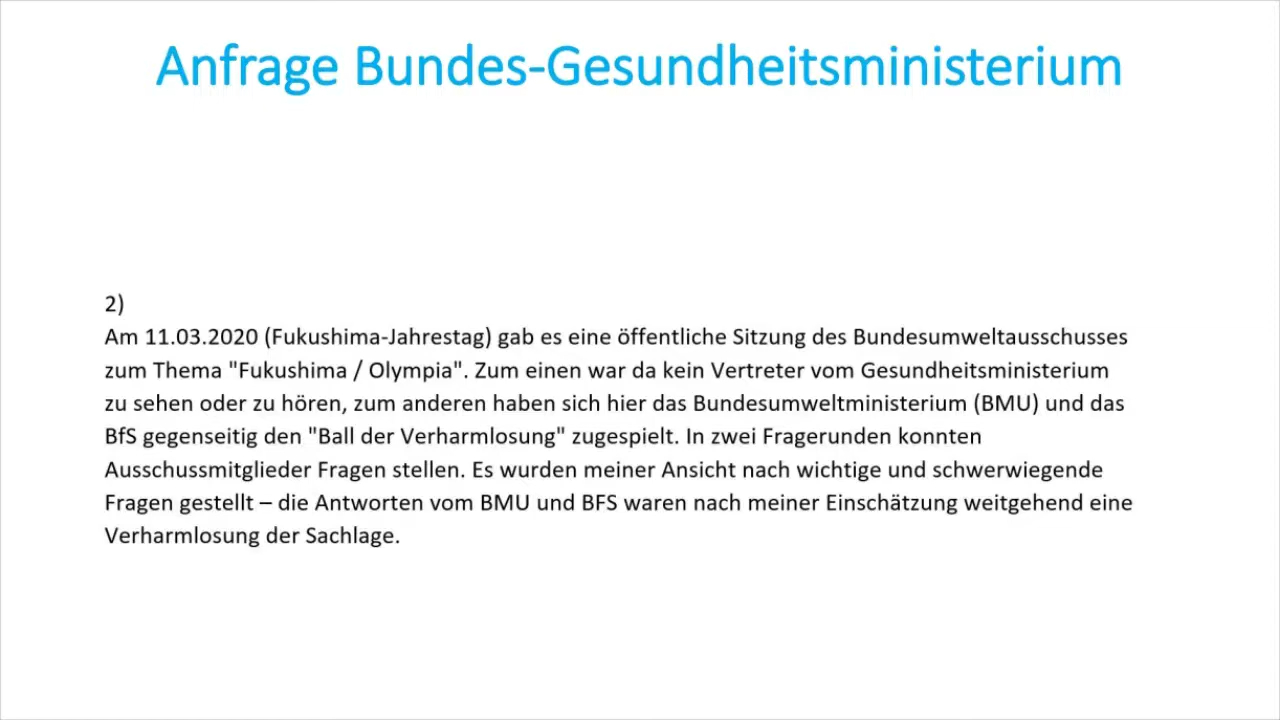 Anfrage Bundes-Gesundheitsministerium
2)
Am 11.03.2020 (Fukushima-Jahrestag) gab es eine öffentliche Sitzung des Bundesumweltausschusses
zum Thema "Fukushima / Olympia". Zum einen war da kein Vertreter vom Gesundheitsministerium
zu sehen oder zu hören, zum anderen haben sich hier das Bundesumweltministerium (BMU) und das
BfS gegenseitig den "Ball der Verharmlosung" zugespielt. In zwei Fragerunden konnten
Ausschussmitglieder Fragen stellen. Es wurden meiner Ansicht nach wichtige und schwerwiegende
Fragen gestellt – die Antworten vom BMU und BFS waren nach meiner Einschätzung weitgehend eine
Verharmlosung der Sachlage.